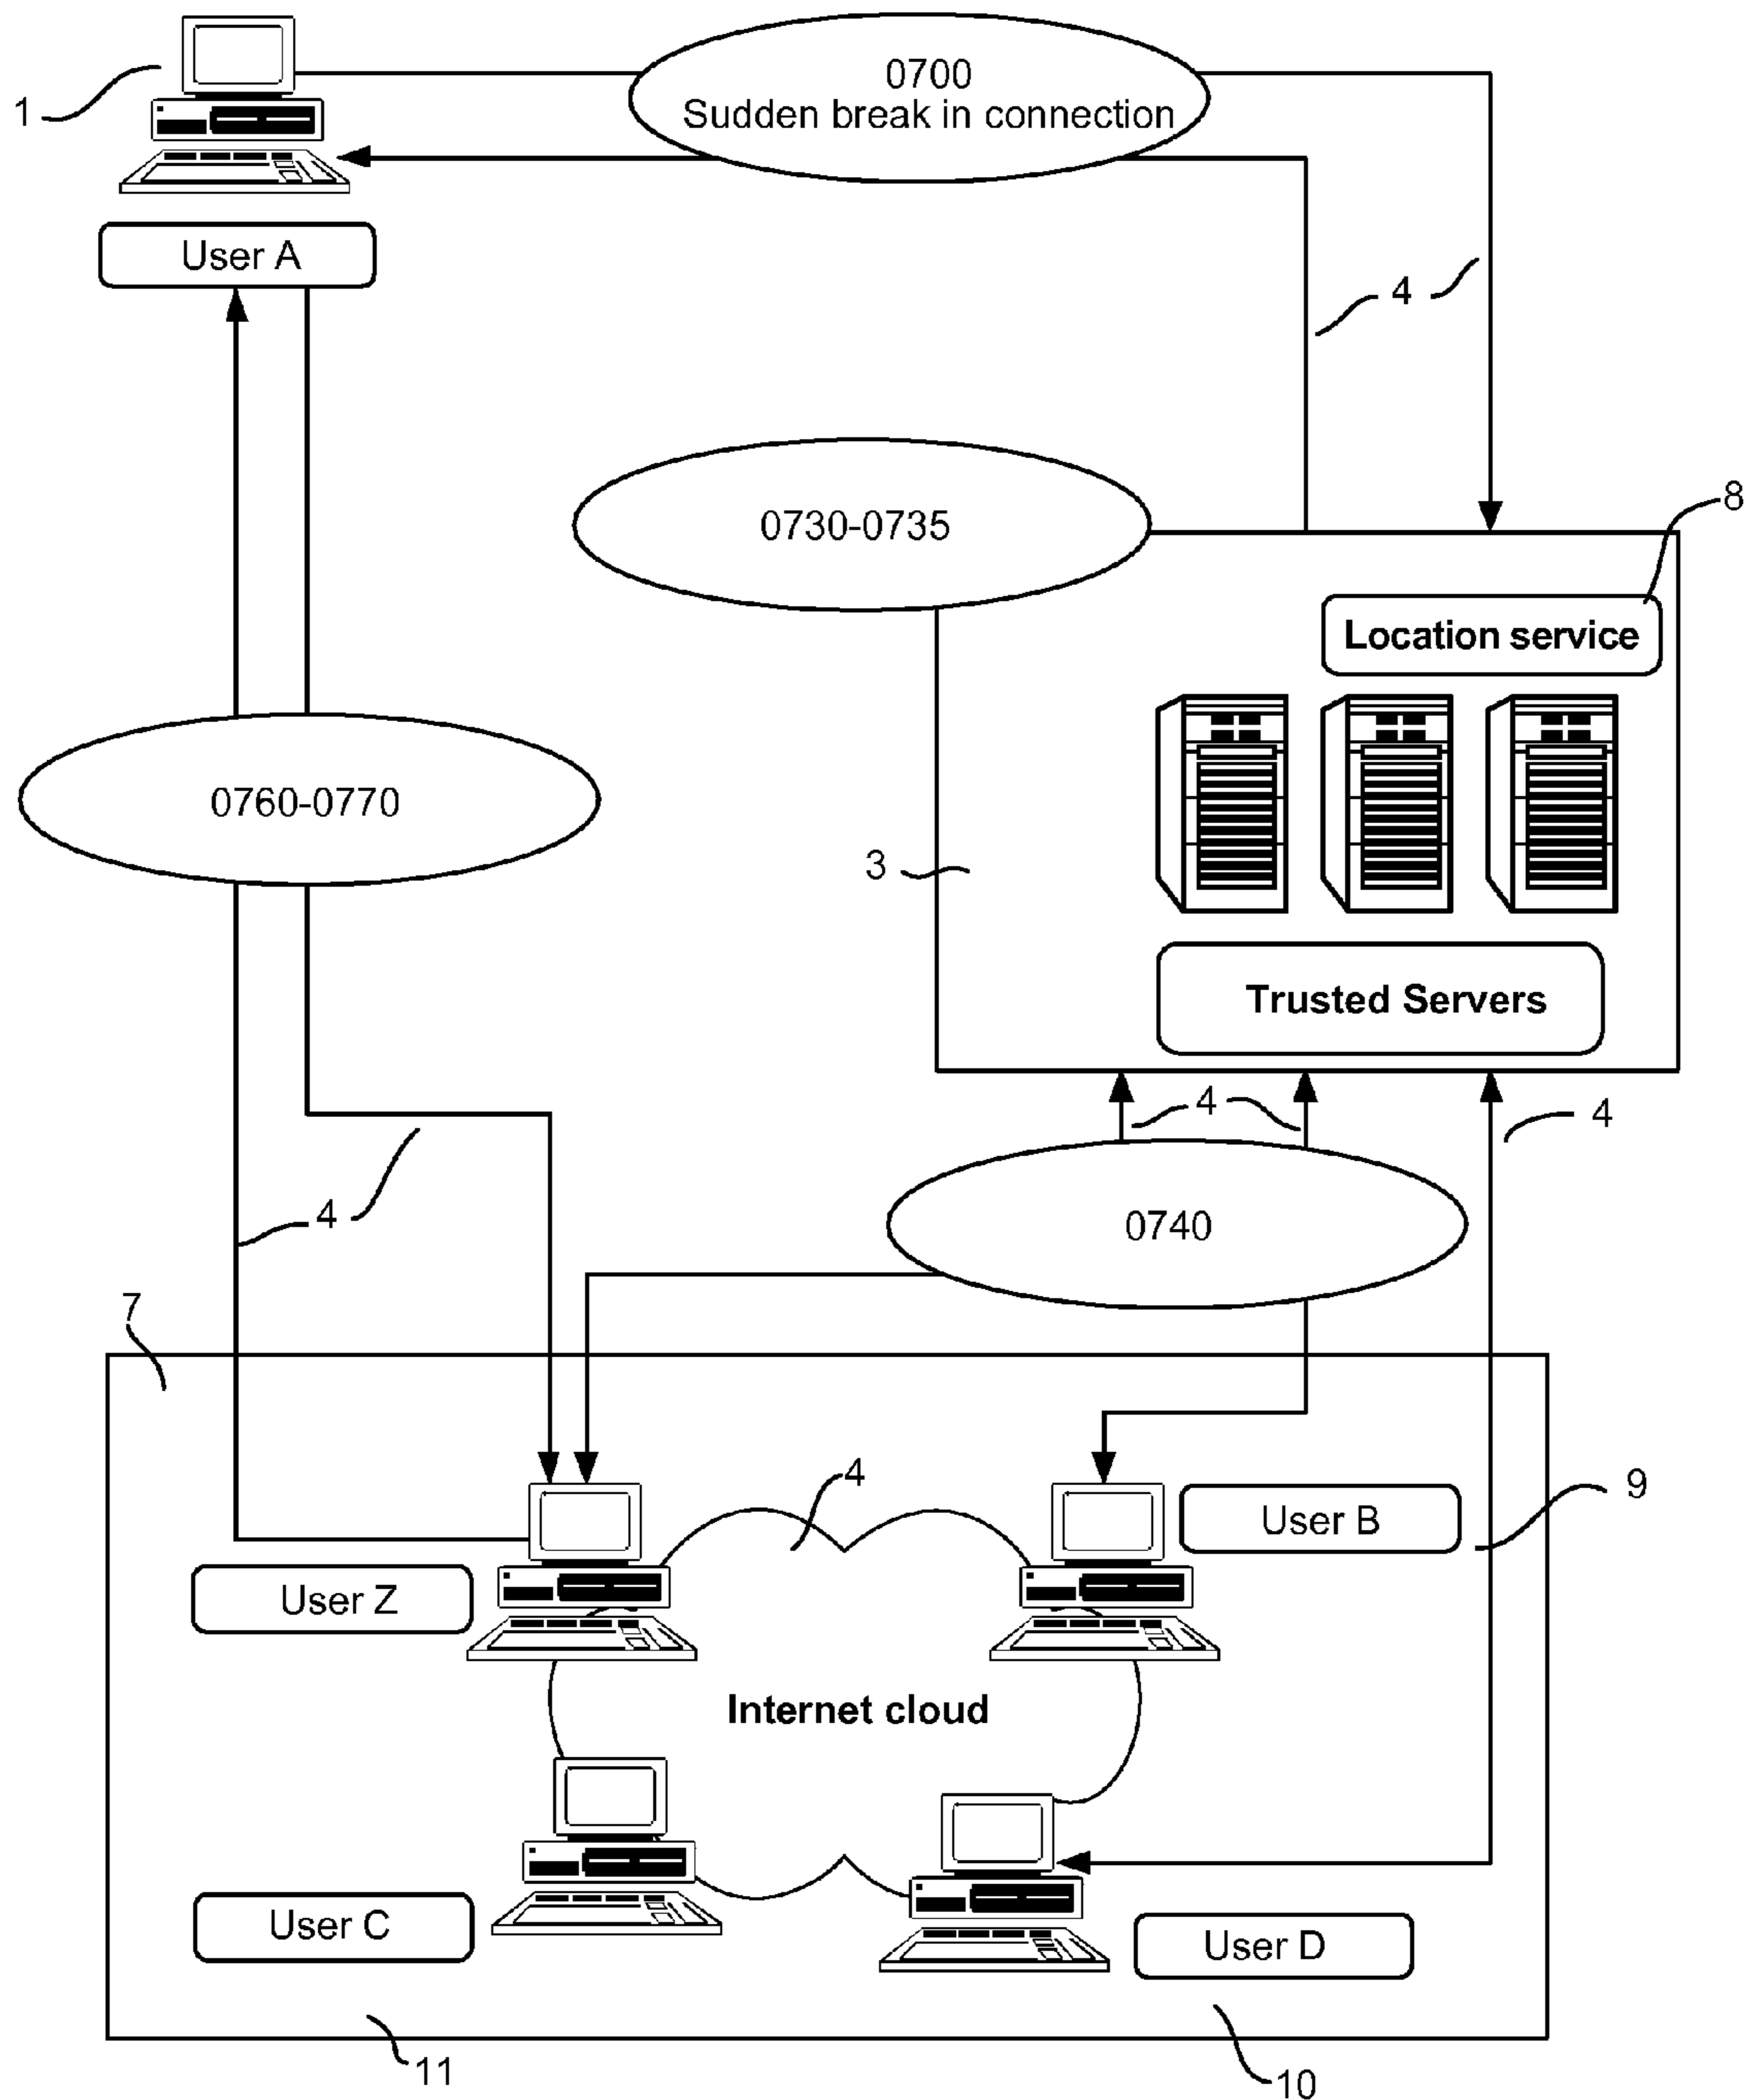 0700
Sudden break in connection
1
User A
4
8
0730-0735
Location service
0760-0770
3
Trusted Servers
4
4
4
0740
7
4
9
User B
User Z
Internet cloud
User C
User D
11
10